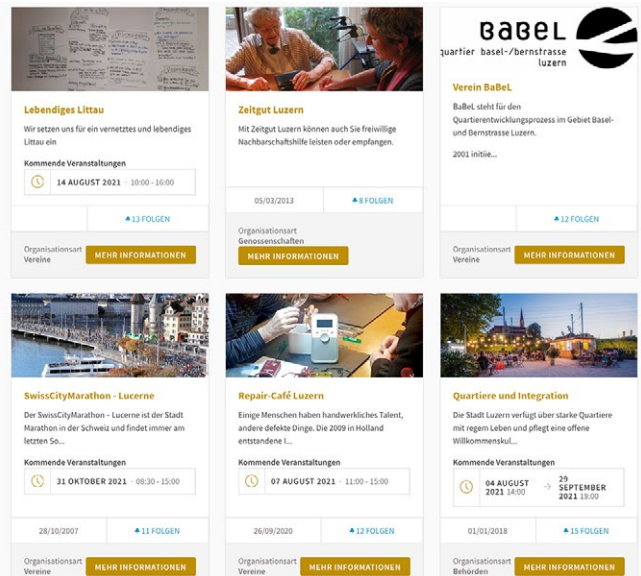 Lebendiges Littau
Wir setzen uns für ein vernetztes und lebendiges
Littau ein
Kommende Veranstaltungen
14 AUGUST 2021 · 10:00 - 16:00
13 FOLGEN
Organisationsart
Vereine
MEHR INFORMATIONEN
Zeitgut Luzern
Mit Zeitgut Luzern können auch Sie freiwillige
Nachbarschaftshilfe leisten oder empfangen.
05/03/2013
8 FOLGEN
Organisationsart
Genossenschaften
MEHR INFORMATIONEN
BaBeL
quartier basel-/bernstrasse
luzern
Verein BaBeL
BaBeL steht für den
Quartierentwicklungsprozess im Gebiet Basel-
und Bernstrasse Luzern.
2001 initiie...
12 FOLGEN
Organisationsart
Vereine
MEHR INFORMATIONEN
SwissCityMarathon - Lucerne
Der SwissCityMarathon – Lucerne ist der Stadt
Marathon in der Schweiz und findet immer am
letzten So...
Kommende Veranstaltungen
31 OKTOBER 2021 · 08:30 - 15:00
28/10/2007
11 FOLGEN
Organisationsart
Vereine
MEHR INFORMATIONEN
Repair-Café Luzern
Einige Menschen haben handwerkliches Talent,
andere defekte Dinge. Die 2009 in Holland
entstandene I...
Kommende Veranstaltungen
07 AUGUST 2021 · 11:00 - 15:00
26/09/2020
12 FOLGEN
Organisationsart
Vereine
MEHR INFORMATIONEN
Quartiere und Integration
Die Stadt Luzern verfügt über starke Quartiere
mit regem Leben und pflegt eine offene
Willkommenskul...
Kommende Veranstaltungen
04 AUGUST
2021 14:00
→
29
SEPTEMBER
2021 19:00
01/01/2018
15 FOLGEN
Organisationsart
Behörden
MEHR INFORMATIONEN